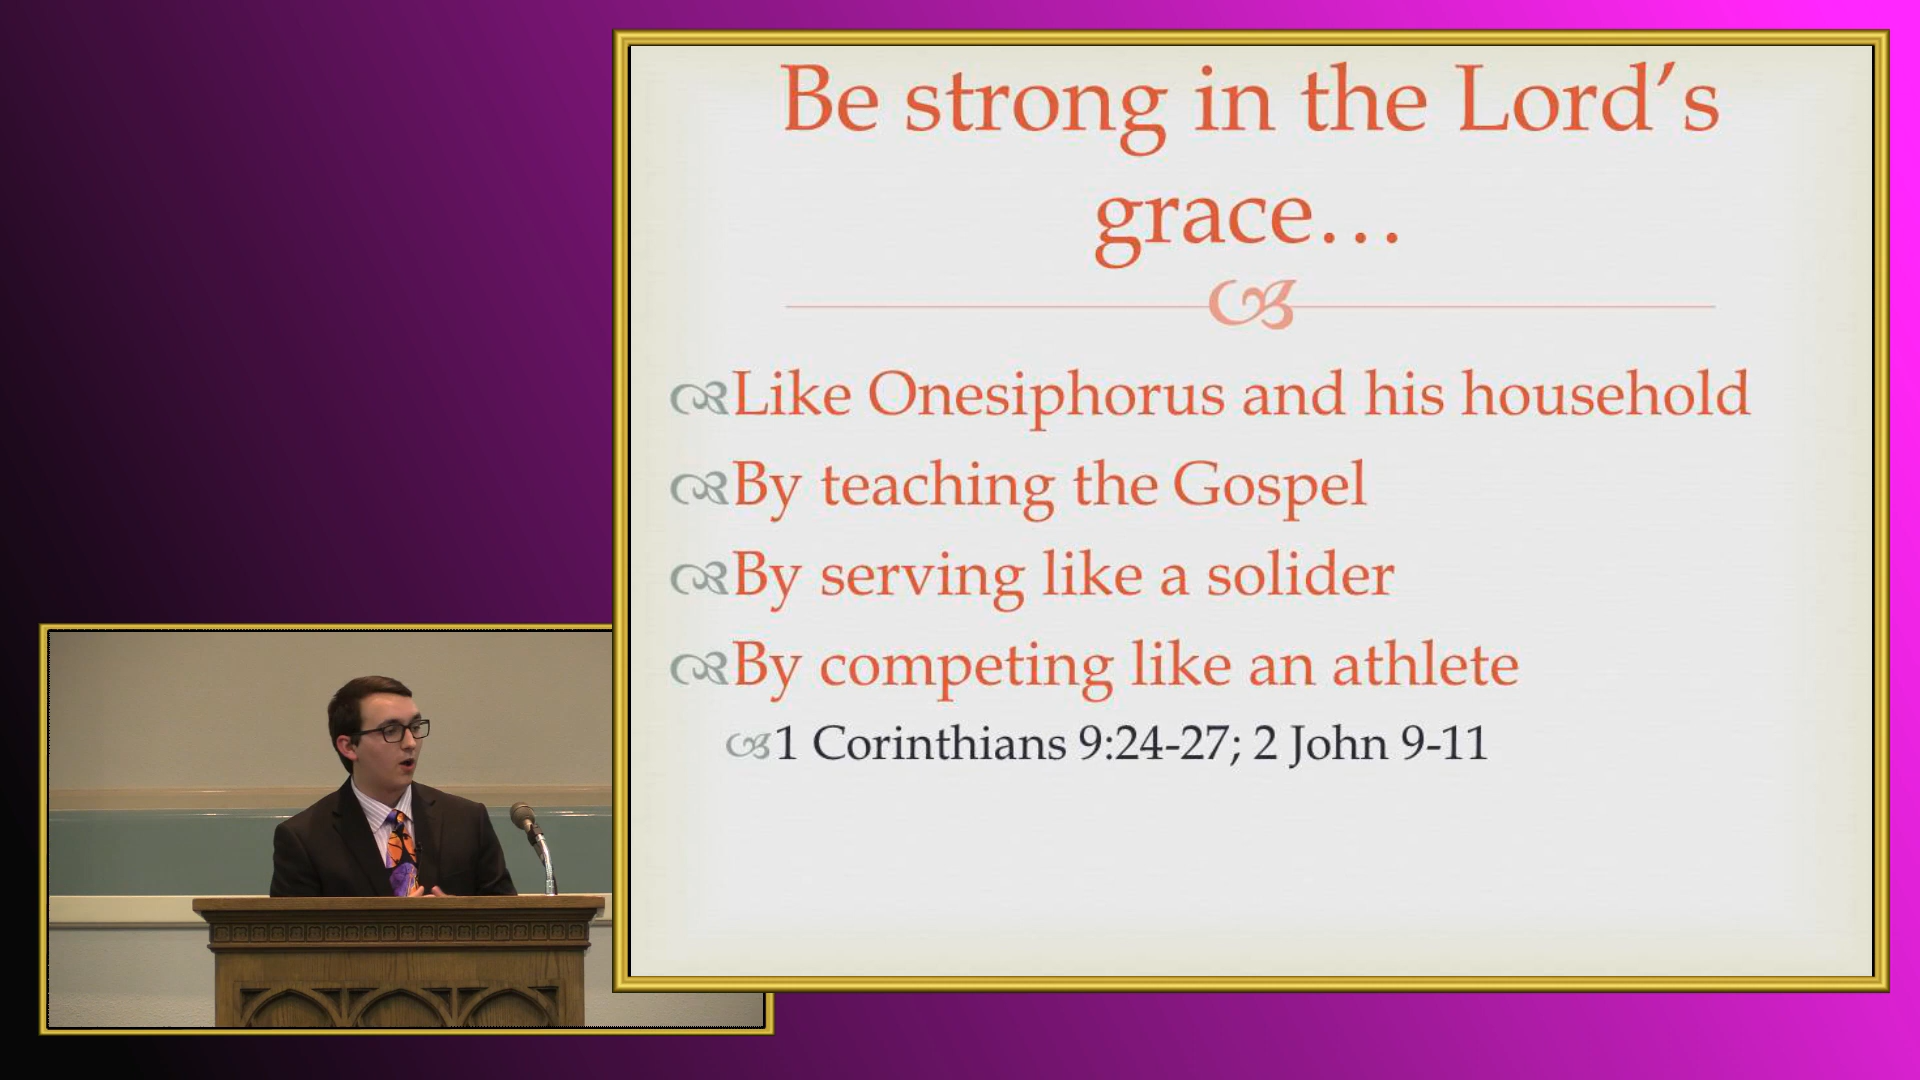 Be strong in the Lord’s
grace…
Like Onesiphorus and his household
By teaching the Gospel
By serving like a solider
By competing like an athlete
1 Corinthians 9:24-27; 2 John 9-11